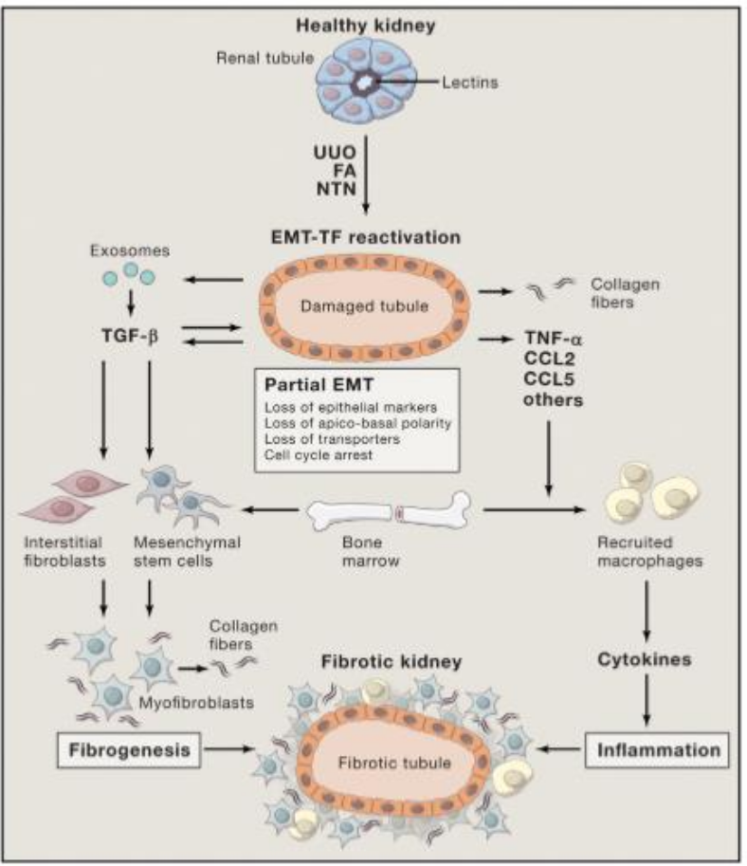 Healthy kidney
Renal tubule
Lectins
UUO
FA
NTN
EMT-TF reactivation
Exosomes
Damaged tubule
Collagen
fibers
TGF-β
TNF-α
CCL2
CCL5
others
Partial EMT
Loss of epithelial markers
Loss of apico-basal polarity
Loss of transporters
Cell cycle arrest
Interstitial
fibroblasts
Mesenchymal
stem cells
Bone
marrow
Recruited
macrophages
Collagen
fibers
Myofibroblasts
Fibrotic kidney
Cytokines
Fibrogenesis
Fibrotic tubule
Inflammation